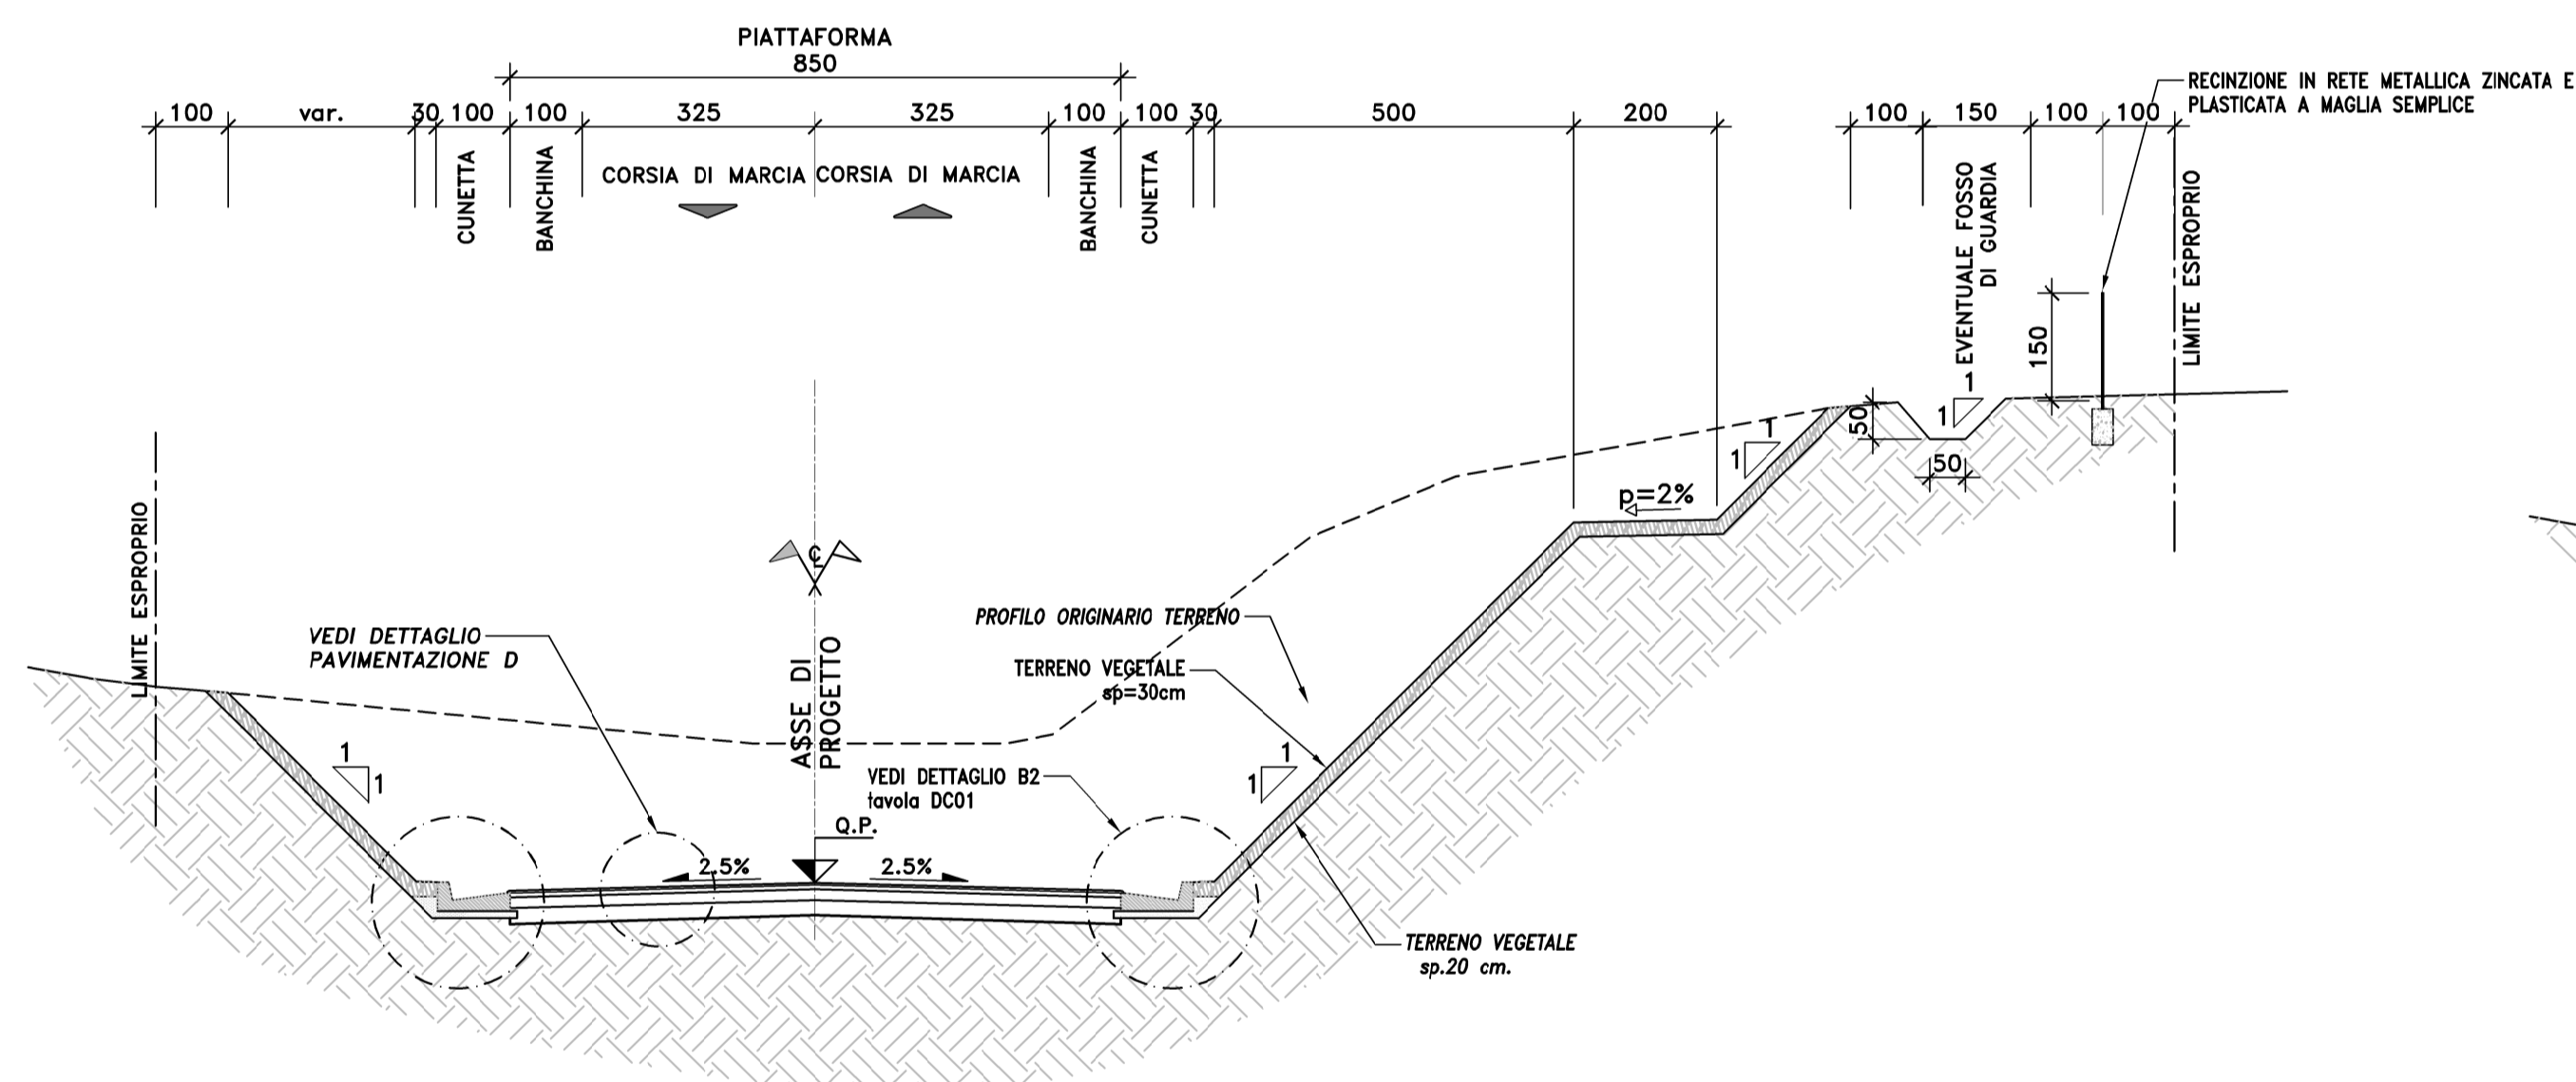 PIATTAFORMA
850
RECINZIONE IN RETE METALLICA ZINCATA E
PLASTICATA A MAGLIA SEMPLICE
100 var. 30 100 100 325 325 100 100 30 500 200 100 150 100 100
CUNETTA
BANCHINA
CORSIA DI MARCIA
CORSIA DI MARCIA
BANCHINA
CUNETTA
EVENTUALE FOSSO
DI GUARDIA
LIMITE ESPROPRIO
150
1
1
50
50
1
1
p=2%
LIMITE ESPROPRIO
℄
PROFILO ORIGINARIO TERRENO
VEDI DETTAGLIO
PAVIMENTAZIONE D
ASSE DI
PROGETTO
TERRENO VEGETALE
sp=30cm
1
1
1
1
VEDI DETTAGLIO B2
tavola DC01
Q.P.
2.5%
2.5%
TERRENO VEGETALE
sp.20 cm.